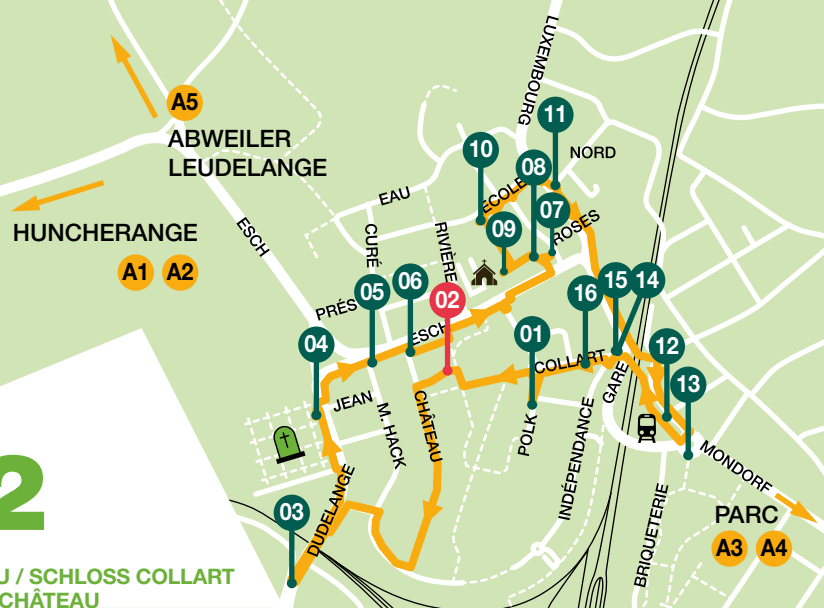 LUXEMBOURG
A5
ABWEILER
LEUDELANGE
11
10
NORD
08
ECOLE
EAU
07
ROSES
09
ESCH
HUNCHERANGE
CURÉ
RIVIÈRE
A1 A2
PRÉS
05
06
02
16
15
14
ESCH
04
01
12
COLLART
13
GARE
JEAN
M. HACK
CHÂTEAU
POLK
INDÉPENDANCE
MONDORF
2
DUDELANGE
03
BRIQUETERIE
PARC
A3 A4
U / SCHLOSS COLLART
CHÂTEAU